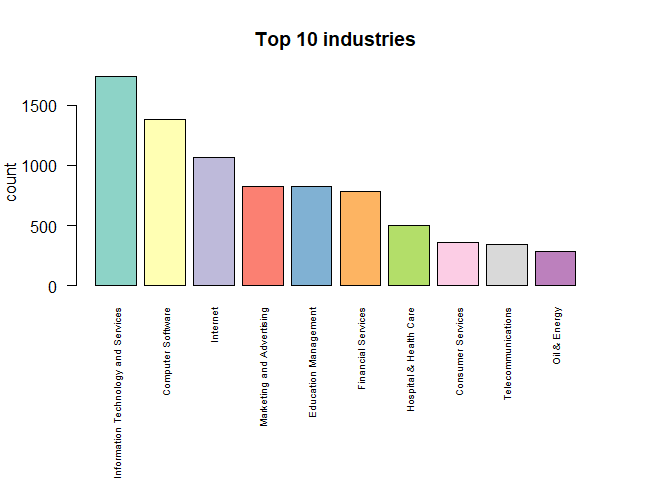 Top 10 industries
count
1500
1000
500
0
Information Technology and Services
Computer Software
Internet
Marketing and Advertising
Education Management
Financial Services
Hospital & Health Care
Consumer Services
Telecommunications
Oil & Energy